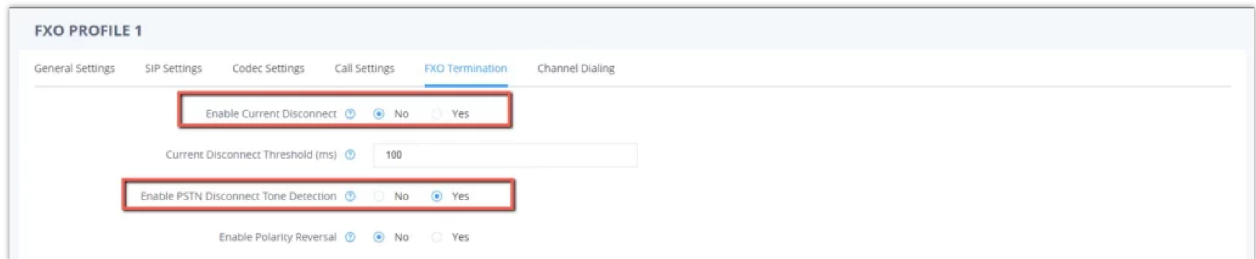 FXO PROFILE 1
General Settings SIP Settings Codec Settings Call Settings FXO Termination Channel Dialing
Enable Current Disconnect ? No Yes
Current Disconnect Threshold (ms) ? 100
Enable PSTN Disconnect Tone Detection ? No Yes
Enable Polarity Reversal ? No Yes